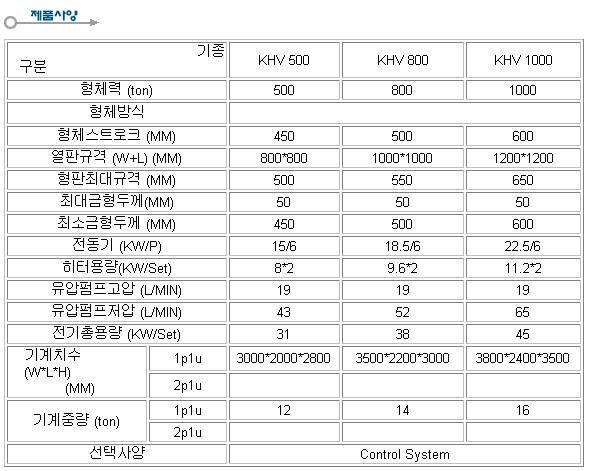 제품사양
기종
구분 KHV 500 KHV 800 KHV 1000
형체력 (ton) 500 800 1000
형체방식
형체스트로크 (MM) 450 500 600
열판규격 (W+L) (MM) 800*800 1000*1000 1200*1200
형판최대규격 (MM) 500 550 650
최대금형두께(MM) 50 50 50
최소금형두께 (MM) 450 500 600
전동기 (KW/P) 15/6 18.5/6 22.5/6
히터용량(KW/Set) 8*2 9.6*2 11.2*2
유압펌프고압 (L/MIN) 19 19 19
유압펌프저압 (L/MIN) 43 52 65
전기총용량 (KW/Set) 31 38 45
기계치수 (W*L*H) (MM) 1p1u 3000*2000*2800 3500*2200*3000 3800*2400*3500
2p1u
기계중량 (ton) 1p1u 12 14 16
2p1u
선택사양 Control System